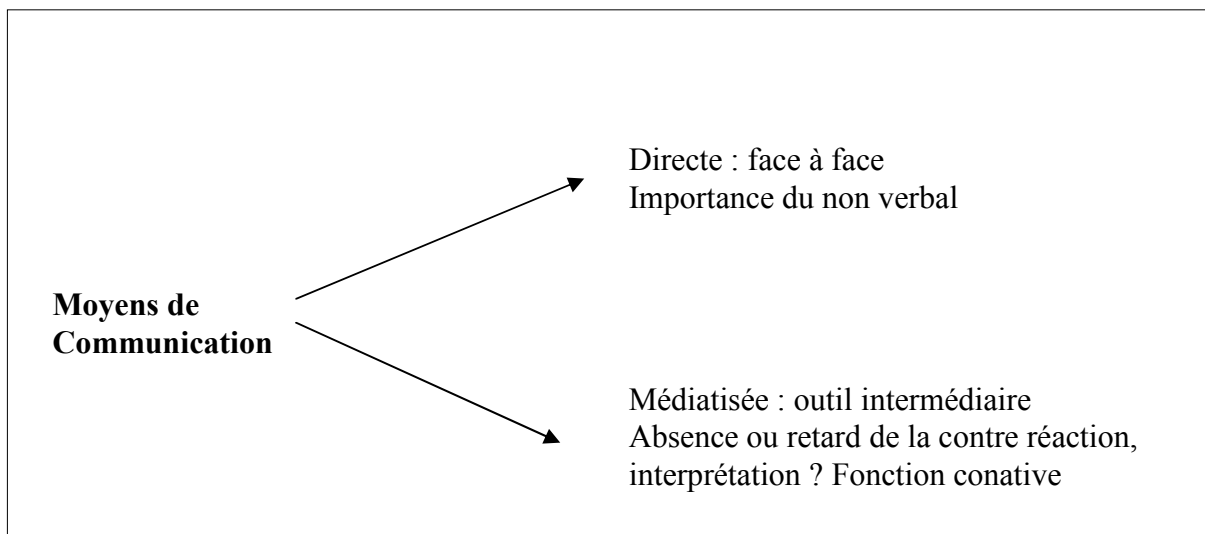 Directe : face à face
Importance du non verbal
Moyens de
Communication
Médiatisée : outil intermédiaire
Absence ou retard de la contre réaction,
interprétation ? Fonction conative